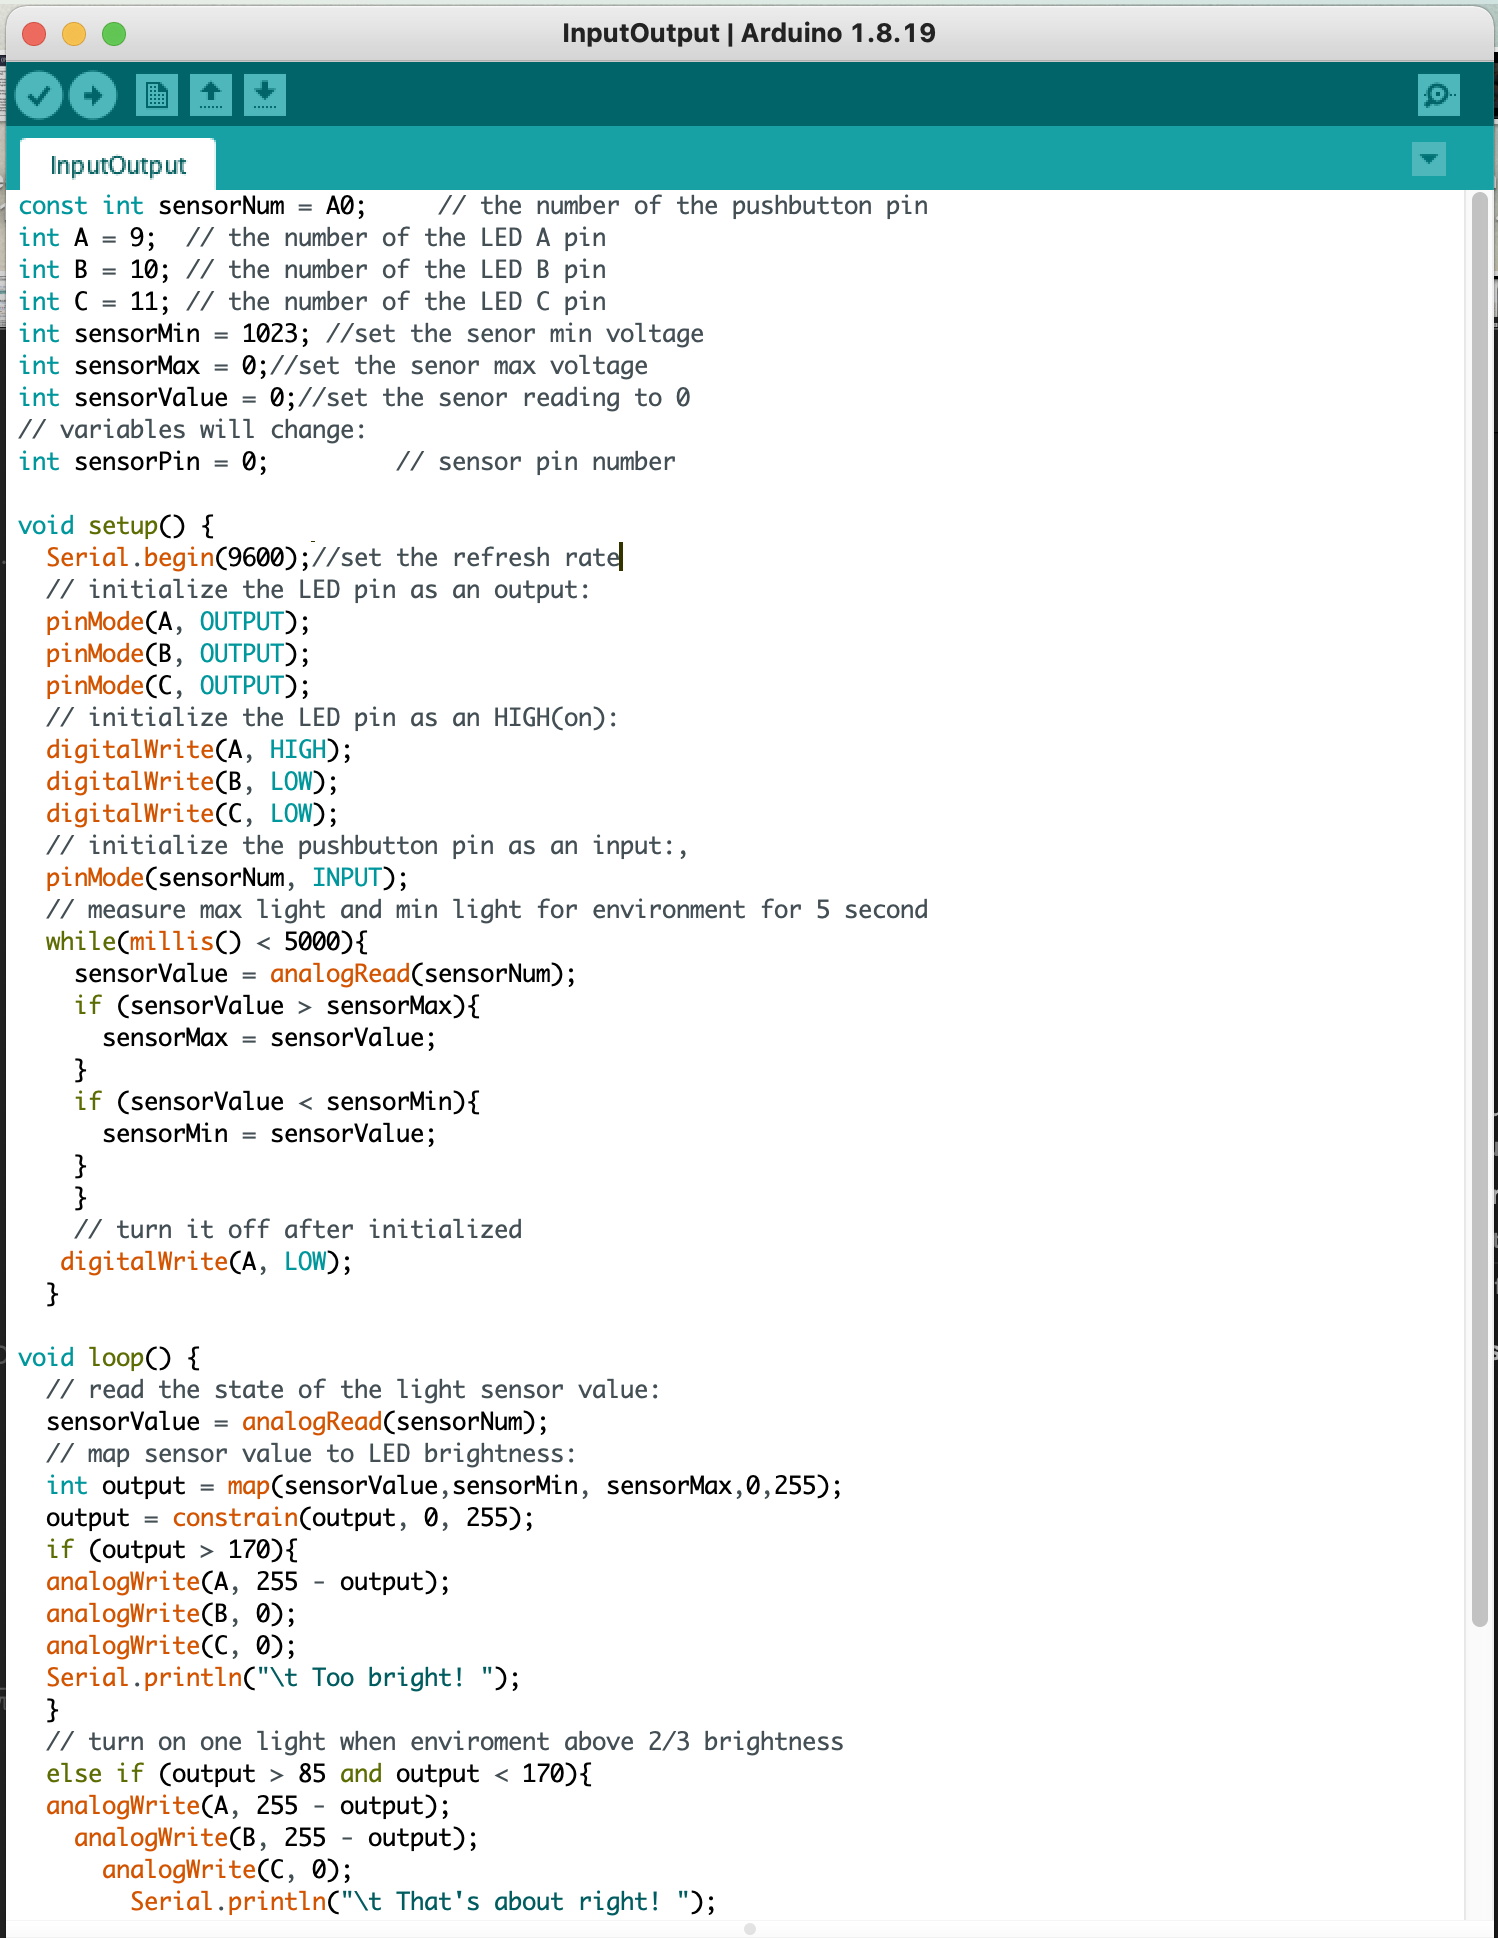 InputOutput | Arduino 1.8.19
InputOutput
const int sensorNum = A0;     // the number of the pushbutton pin
int A = 9;  // the number of the LED A pin
int B = 10; // the number of the LED B pin
int C = 11; // the number of the LED C pin
int sensorMin = 1023; //set the senor min voltage
int sensorMax = 0;//set the senor max voltage
int sensorValue = 0;//set the senor reading to 0
// variables will change:
int sensorPin = 0;         // sensor pin number
void setup() {
  Serial.begin(9600);//set the refresh rate
  // initialize the LED pin as an output:
  pinMode(A, OUTPUT);
  pinMode(B, OUTPUT);
  pinMode(C, OUTPUT);
  // initialize the LED pin as an HIGH(on):
  digitalWrite(A, HIGH);
  digitalWrite(B, LOW);
  digitalWrite(C, LOW);
  // initialize the pushbutton pin as an input:,
  pinMode(sensorNum, INPUT);
  // measure max light and min light for environment for 5 second
  while(millis() < 5000){
    sensorValue = analogRead(sensorNum);
    if (sensorValue > sensorMax){
      sensorMax = sensorValue;
    }
    if (sensorValue < sensorMin){
      sensorMin = sensorValue;
    }
    }
    // turn it off after initialized
   digitalWrite(A, LOW);
  }
void loop() {
  // read the state of the light sensor value:
  sensorValue = analogRead(sensorNum);
  // map sensor value to LED brightness:
  int output = map(sensorValue,sensorMin, sensorMax,0,255);
  output = constrain(output, 0, 255);
  if (output > 170){
  analogWrite(A, 255 - output);
  analogWrite(B, 0);
  analogWrite(C, 0);
  Serial.println("\t Too bright! ");
  }
  // turn on one light when enviroment above 2/3 brightness
  else if (output > 85 and output < 170){
  analogWrite(A, 255 - output);
    analogWrite(B, 255 - output);
      analogWrite(C, 0);
        Serial.println("\t That's about right! ");